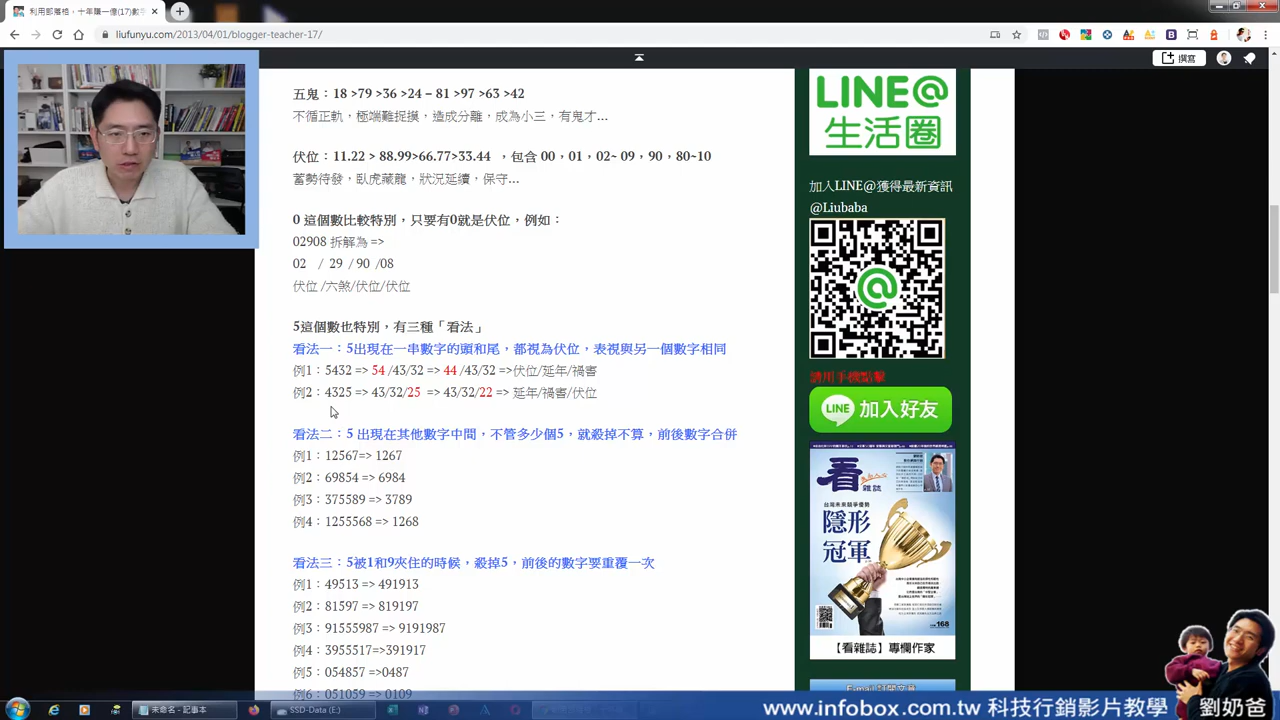 利用部落格，十年賺一億(17)數字
liufunyu.com/2013/04/01/blogger-teacher-17/
撰寫
五鬼：18 >79 >36 >24 – 81 >97 >63 >42
不循正軌，極端難捉摸，造成分離，成為小三，有鬼才…
伏位：11.22 > 88.99>66.77>33.44 ，包含 00，01，02~ 09，90，80~10
蓄勢待發，臥虎藏龍，狀況延續，保守…
0 這個數比較特別，只要有0就是伏位，例如：
02908 拆解為 =>
02 / 29 / 90 /08
伏位 /六煞/伏位/伏位
5這個數也特別，有三種「看法」
看法一：5出現在一串數字的頭和尾，都視為伏位，表視與另一個數字相同
例1：5432 => 54 /43/32 => 44 /43/32 =>伏位/延年/禍害
例2：4325 => 43/32/25 => 43/32/22 => 延年/禍害/伏位
看法二：5 出現在其他數字中間，不管多少個5，就殺掉不算，前後數字合併
例1：12567=> 1267
例2：69854 => 6984
例3：375589 => 3789
例4：1255568 => 1268
看法三：5被1和9夾住的時候，殺掉5，前後的數字要重覆一次
例1：49513 => 491913
例2：81597 => 819197
例3：91555987 => 9191987
例4：3955517=>391917
例5：054857 =>0487
例6：051059 => 0109
LINE@
生活圈
加入LINE@獲得最新資訊
@Liubaba
請用手機點擊
LINE 加入好友
看雜誌
隱形
冠軍
168
【看雜誌】專欄作家
E-mail 訂閱文章
未命名 - 記事本
SSD-Data (E:)
www.infobox.com.tw 科技行銷影片教學
劉奶爸